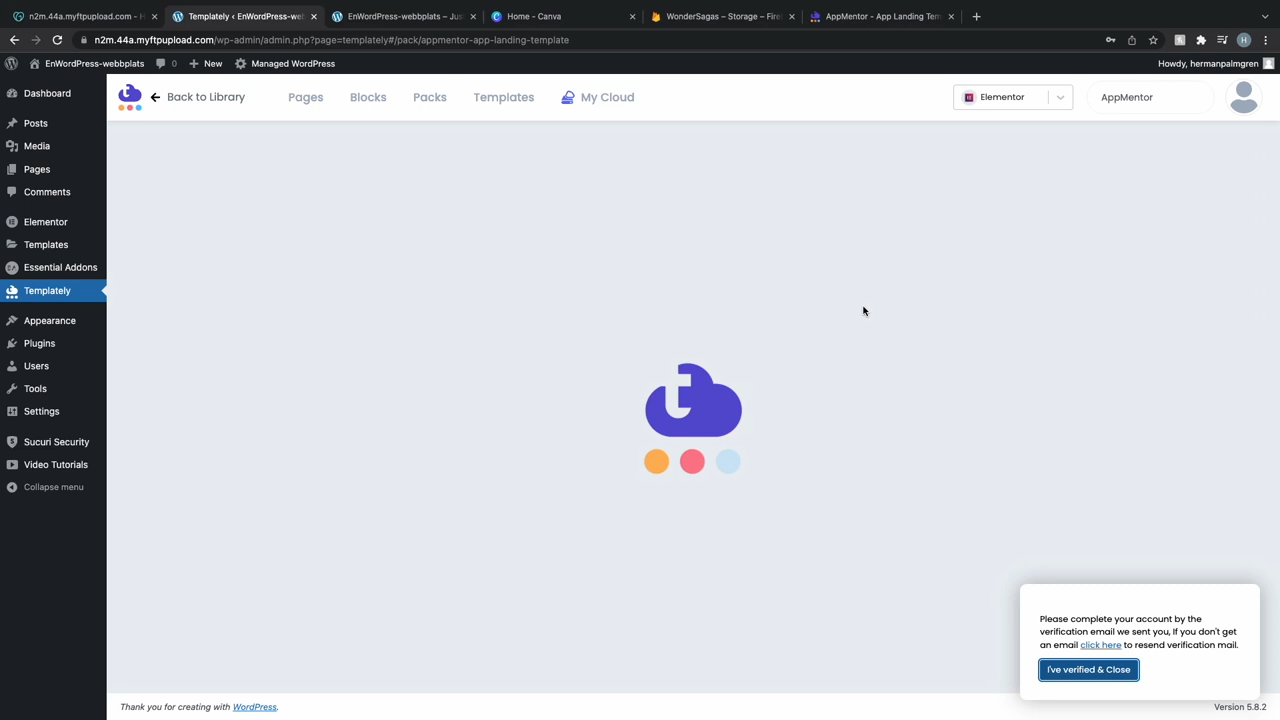 n2m.44a.myftpupload.com - H
Templately ‹ EnWordPress-web
EnWordPress-webbplats – Jus
Home - Canva
WonderSagas – Storage – Fire
AppMentor - App Landing Tem
n2m.44a.myftpupload.com/wp-admin/admin.php?page=templately#/pack/appmentor-app-landing-template
H
EnWordPress-webbplats
0
New
Managed WordPress
Howdy, hermanpalmgren
Dashboard
Posts
Media
Pages
Comments
Elementor
Templates
Essential Addons
Templately
Appearance
Plugins
Users
Tools
Settings
Sucuri Security
Video Tutorials
Collapse menu
Back to Library
Pages
Blocks
Packs
Templates
My Cloud
Elementor
AppMentor
t
Please complete your account by the
verification email we sent you, If you don't get
an email click here to resend verification mail.
I've verified & Close
Thank you for creating with WordPress.
Version 5.8.2